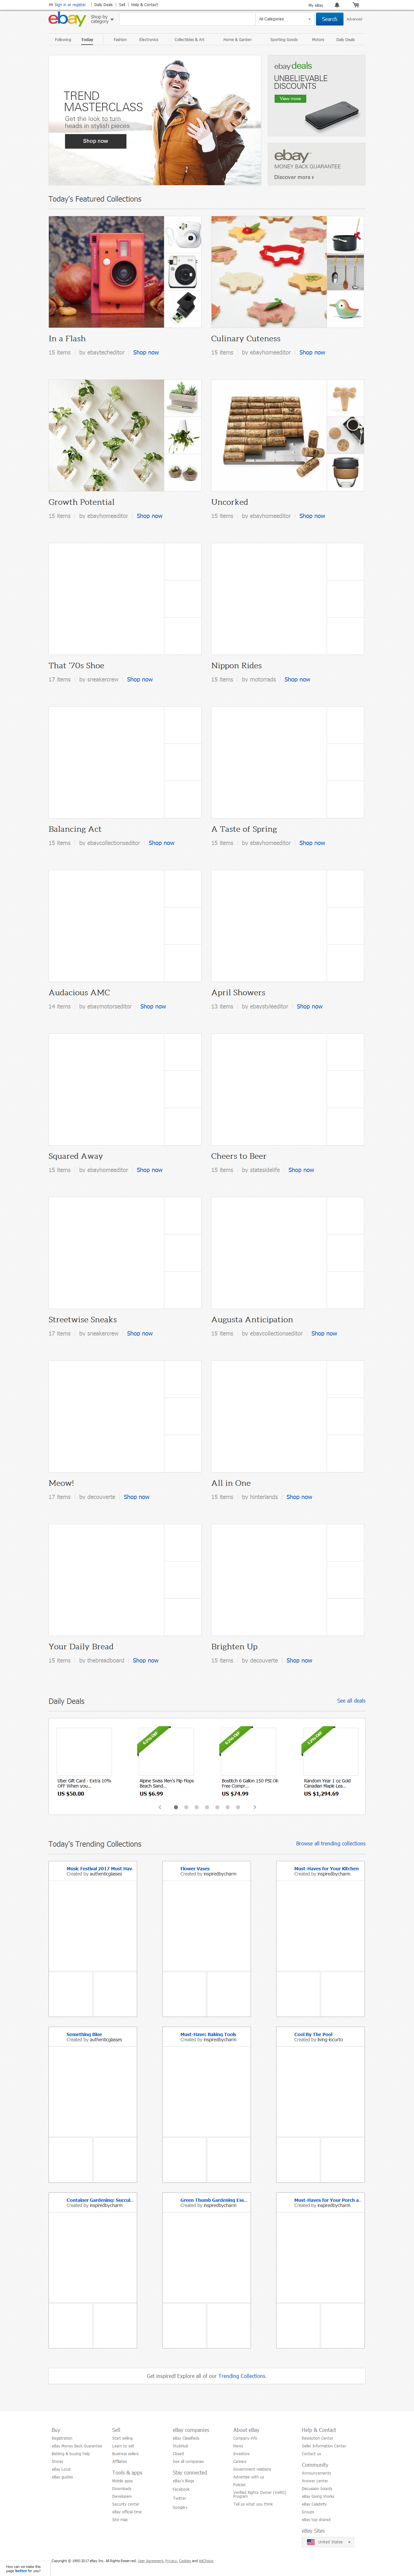 Hi! Sign in or register
Daily Deals
Sell
Help & Contact
My eBay
ebay
Shop by category
All Categories
Search
Advanced
Following
Today
Fashion
Electronics
Collectibles & Art
Home & Garden
Sporting Goods
Motors
Daily Deals
TREND
MASTERCLASS
Get the look to turn
heads in stylish pieces
Shop now
ebay deals
UNBELIEVABLE
DISCOUNTS
View more
ebay
MONEY BACK GUARANTEE
Discover more
Today's Featured Collections
In a Flash
15 items by ebaytecheditor Shop now
Culinary Cuteness
15 items by ebayhomeeditor Shop now
Growth Potential
15 items by ebayhomeeditor Shop now
Uncorked
15 items by ebayhomeeditor Shop now
That '70s Shoe
17 items by sneakercrew Shop now
Nippon Rides
15 items by motorrads Shop now
Balancing Act
15 items by ebaycollectionseditor Shop now
A Taste of Spring
15 items by ebayhomeeditor Shop now
Audacious AMC
14 items by ebaymotorseditor Shop now
April Showers
13 items by ebaystyleeditor Shop now
Squared Away
15 items by ebayhomeeditor Shop now
Cheers to Beer
15 items by statesidelife Shop now
Streetwise Sneaks
17 items by sneakercrew Shop now
Augusta Anticipation
15 items by ebaycollectionseditor Shop now
Meow!
17 items by decouverte Shop now
All in One
15 items by hinterlands Shop now
Your Daily Bread
15 items by thebreadboard Shop now
Brighten Up
15 items by decouverte Shop now
Daily Deals
See all deals
Uber Gift Card - Extra 10%
OFF When you...
US $50.00
Alpine Swiss Men's Flip Flops
Beach Sand...
US $6.99
Bostitch 6 Gallon 150 PSI Oil
Free Compr...
US $74.99
Random Year 1 oz Gold
Canadian Maple Lea...
US $1,294.69
Today's Trending Collections
Browse all trending collections
Music Festival 2017 Must Hav
Created by authenticglasses
Flower Vases
Created by inspiredbycharm
Must-Haves for Your Kitchen
Created by inspiredbycharm
Something Blue
Created by authenticglasses
Must-Have: Baking Tools
Created by inspiredbycharm
Cool By The Pool
Created by
Container Gardening: Succul...
Created by inspiredbycharm
Green Thumb Gardening Ess...
Created by inspiredbycharm
Must-Haves for Your Porch a...
Created by inspiredbycharm
Get inspired! Explore all of our Trending Collections.
Buy
Registration
eBay Money Back Guarantee
Bidding & buying help
Stores
eBay Local
eBay guides
Sell
Start selling
Learn to sell
Business sellers
Affiliates
Tools & apps
Mobile apps
Downloads
Developers
Security center
eBay official time
Site map
eBay companies
eBay Classifieds
StubHub
Close5
See all companies
Stay connected
eBay's Blogs
Facebook
Twitter
Google+
About eBay
Company info
News
Investors
Careers
Government relations
Advertise with us
Policies
Verified Rights Owner (VeRO)
Program
Tell us what you think
Help & Contact
Resolution Center
Seller Information Center
Contact us
Community
Announcements
Answer center
Discussion boards
eBay Giving Works
eBay Celebrity
Groups
eBay top shared
eBay Sites
United States
How can we make this
page better for you?
Copyright © 1995-2017 eBay Inc. All Rights Reserved. User Agreement, Privacy, Cookies and AdChoice